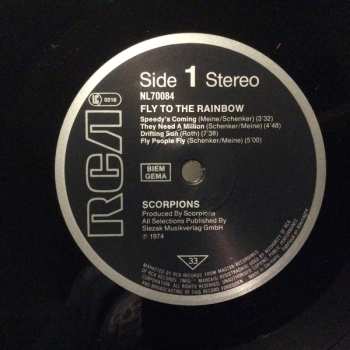 RCA
LC 0316
Side 1 Stereo
NL70084
FLY TO THE RAINBOW
Speedy's Coming (Meine/Schenker) (3'32)
They Need A Million (Schenker/Meine) (4'48)
Drifting Sun (Roth) (7'38)
Fly People Fly (Schenker/Meine) (5'00)
BIEM
GEMA
SCORPIONS
Produced By Scorpions
All Selections Published By
Slezak Musikverlag GmbH
℗ 1974
33